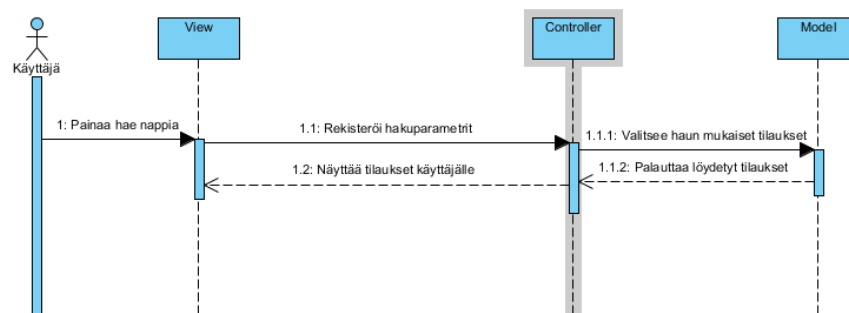 View
Controller
Model
Käyttäjä
1: Painaa hae nappia
1.1: Rekisteröi hakuparametrit
1.1.1: Valitsee haun mukaiset tilaukset
1.2: Näyttää tilaukset käyttäjälle
1.1.2: Palauttaa löydetyt tilaukset